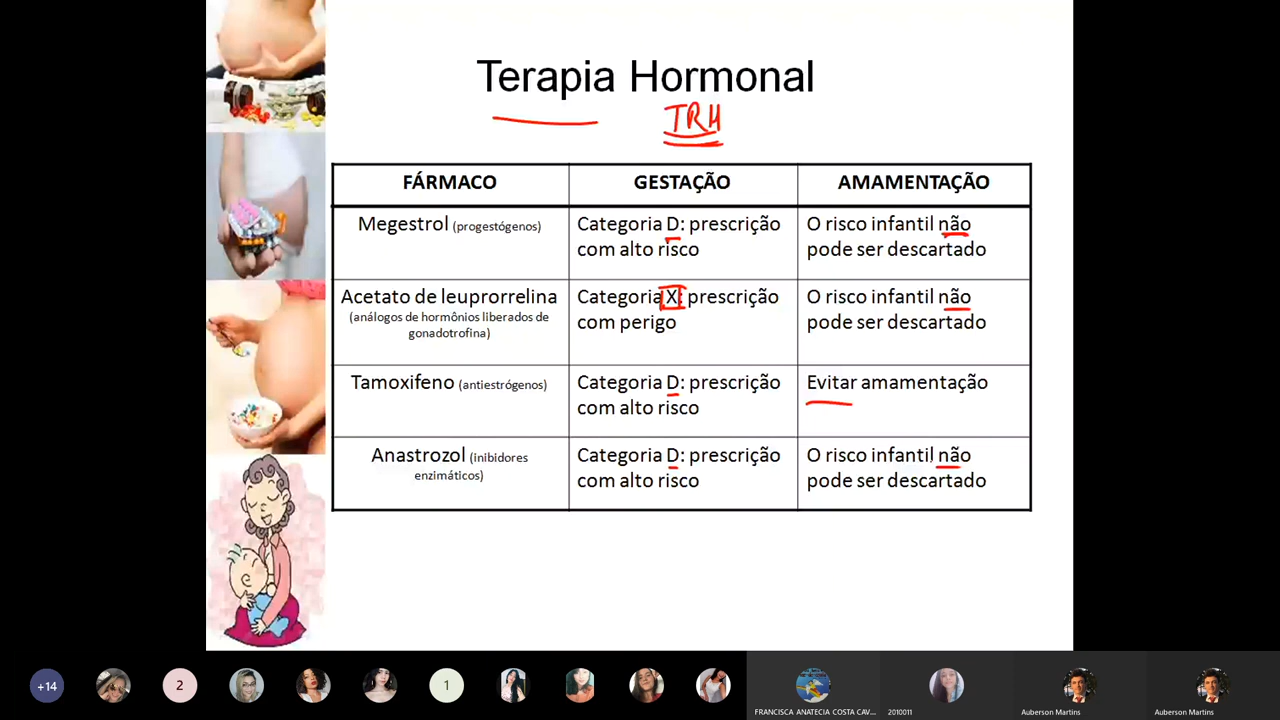 Terapia Hormonal
TRH
FÁRMACO
GESTAÇÃO
AMAMENTAÇÃO
Megestrol (progestógenos)
Categoria D: prescrição
com alto risco
O risco infantil não
pode ser descartado
Acetato de leuprorrelina
(análogos de hormônios liberados de
gonadotrofina)
Categoria X: prescrição
com perigo
O risco infantil não
pode ser descartado
Tamoxifeno (antiestrógenos)
Categoria D: prescrição
com alto risco
Evitar amamentação
Anastrozol (inibidores
enzimáticos)
Categoria D: prescrição
com alto risco
O risco infantil não
pode ser descartado
+14
2
1
FRANCISCA ANATECIA COSTA CAV...
2010011
Auberson Martins
Auberson Martins